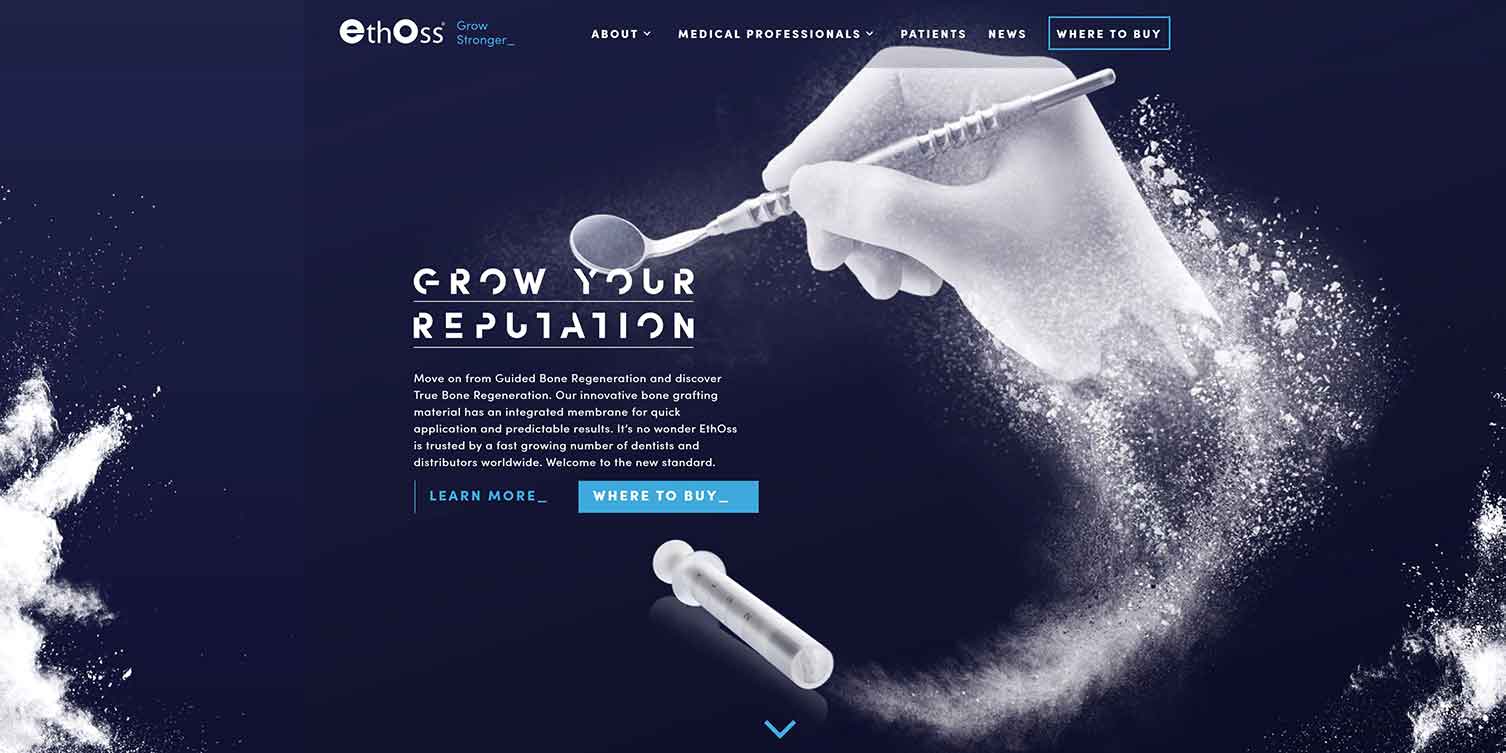 ethOss® Grow
Stronger_
ABOUT
MEDICAL PROFESSIONALS
PATIENTS
NEWS
WHERE TO BUY
GROW YOUR
REPUTATION
Move on from Guided Bone Regeneration and discover
True Bone Regeneration. Our innovative bone grafting
material has an integrated membrane for quick
application and predictable results. It’s no wonder EthOss
is trusted by a fast growing number of dentists and
distributors worldwide. Welcome to the new standard.
LEARN MORE_
WHERE TO BUY_